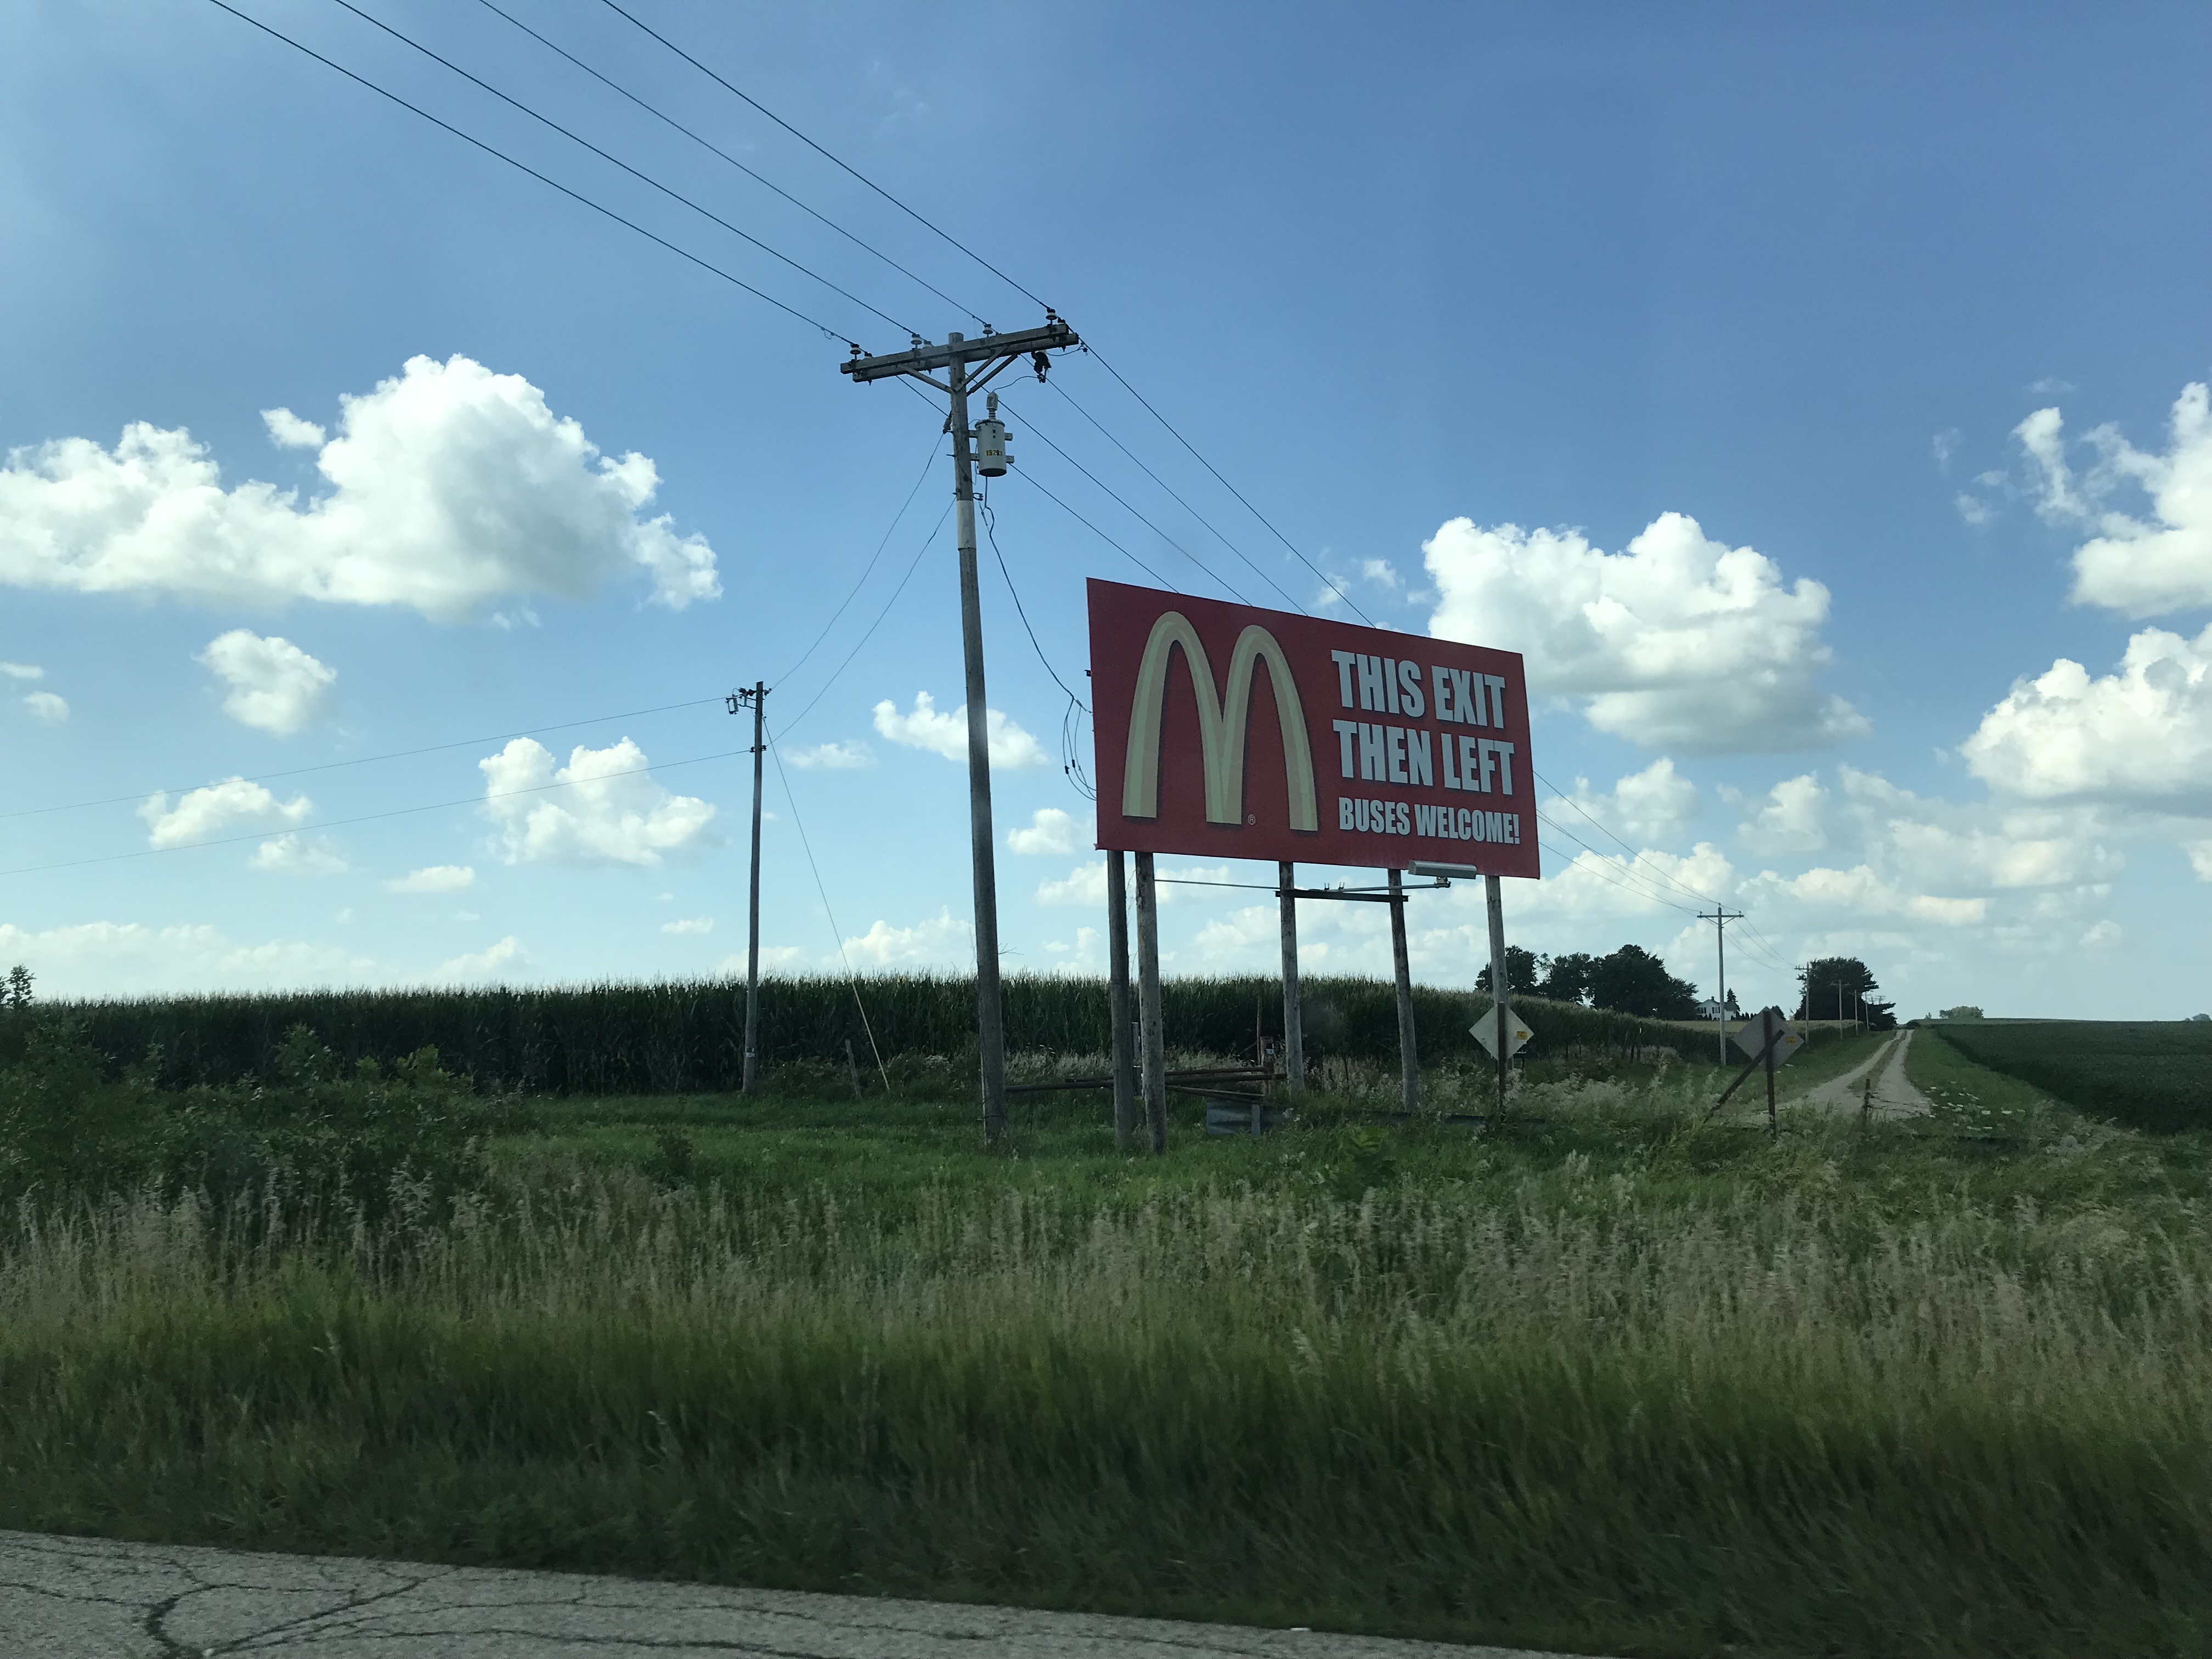 THIS EXIT
THEN LEFT
BUSES WELCOME!